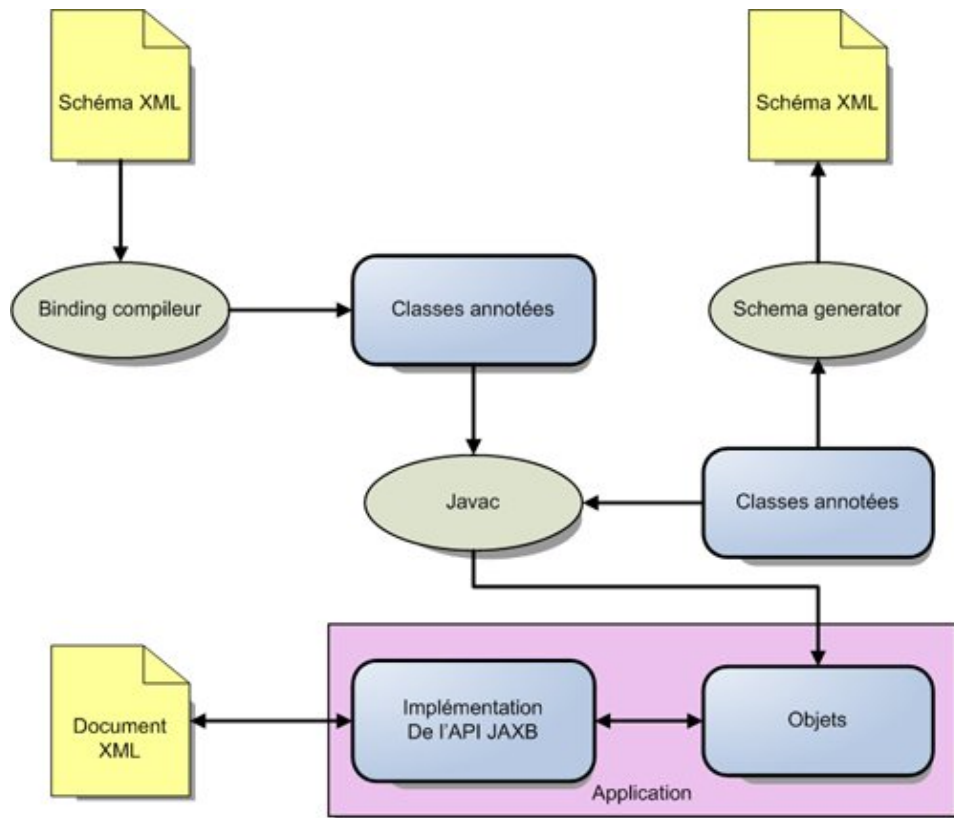 Schéma XML
Schéma XML
Binding compileur
Classes annotées
Schema generator
Javac
Classes annotées
Document
XML
Implémentation
De l'API JAXB
Objets
Application